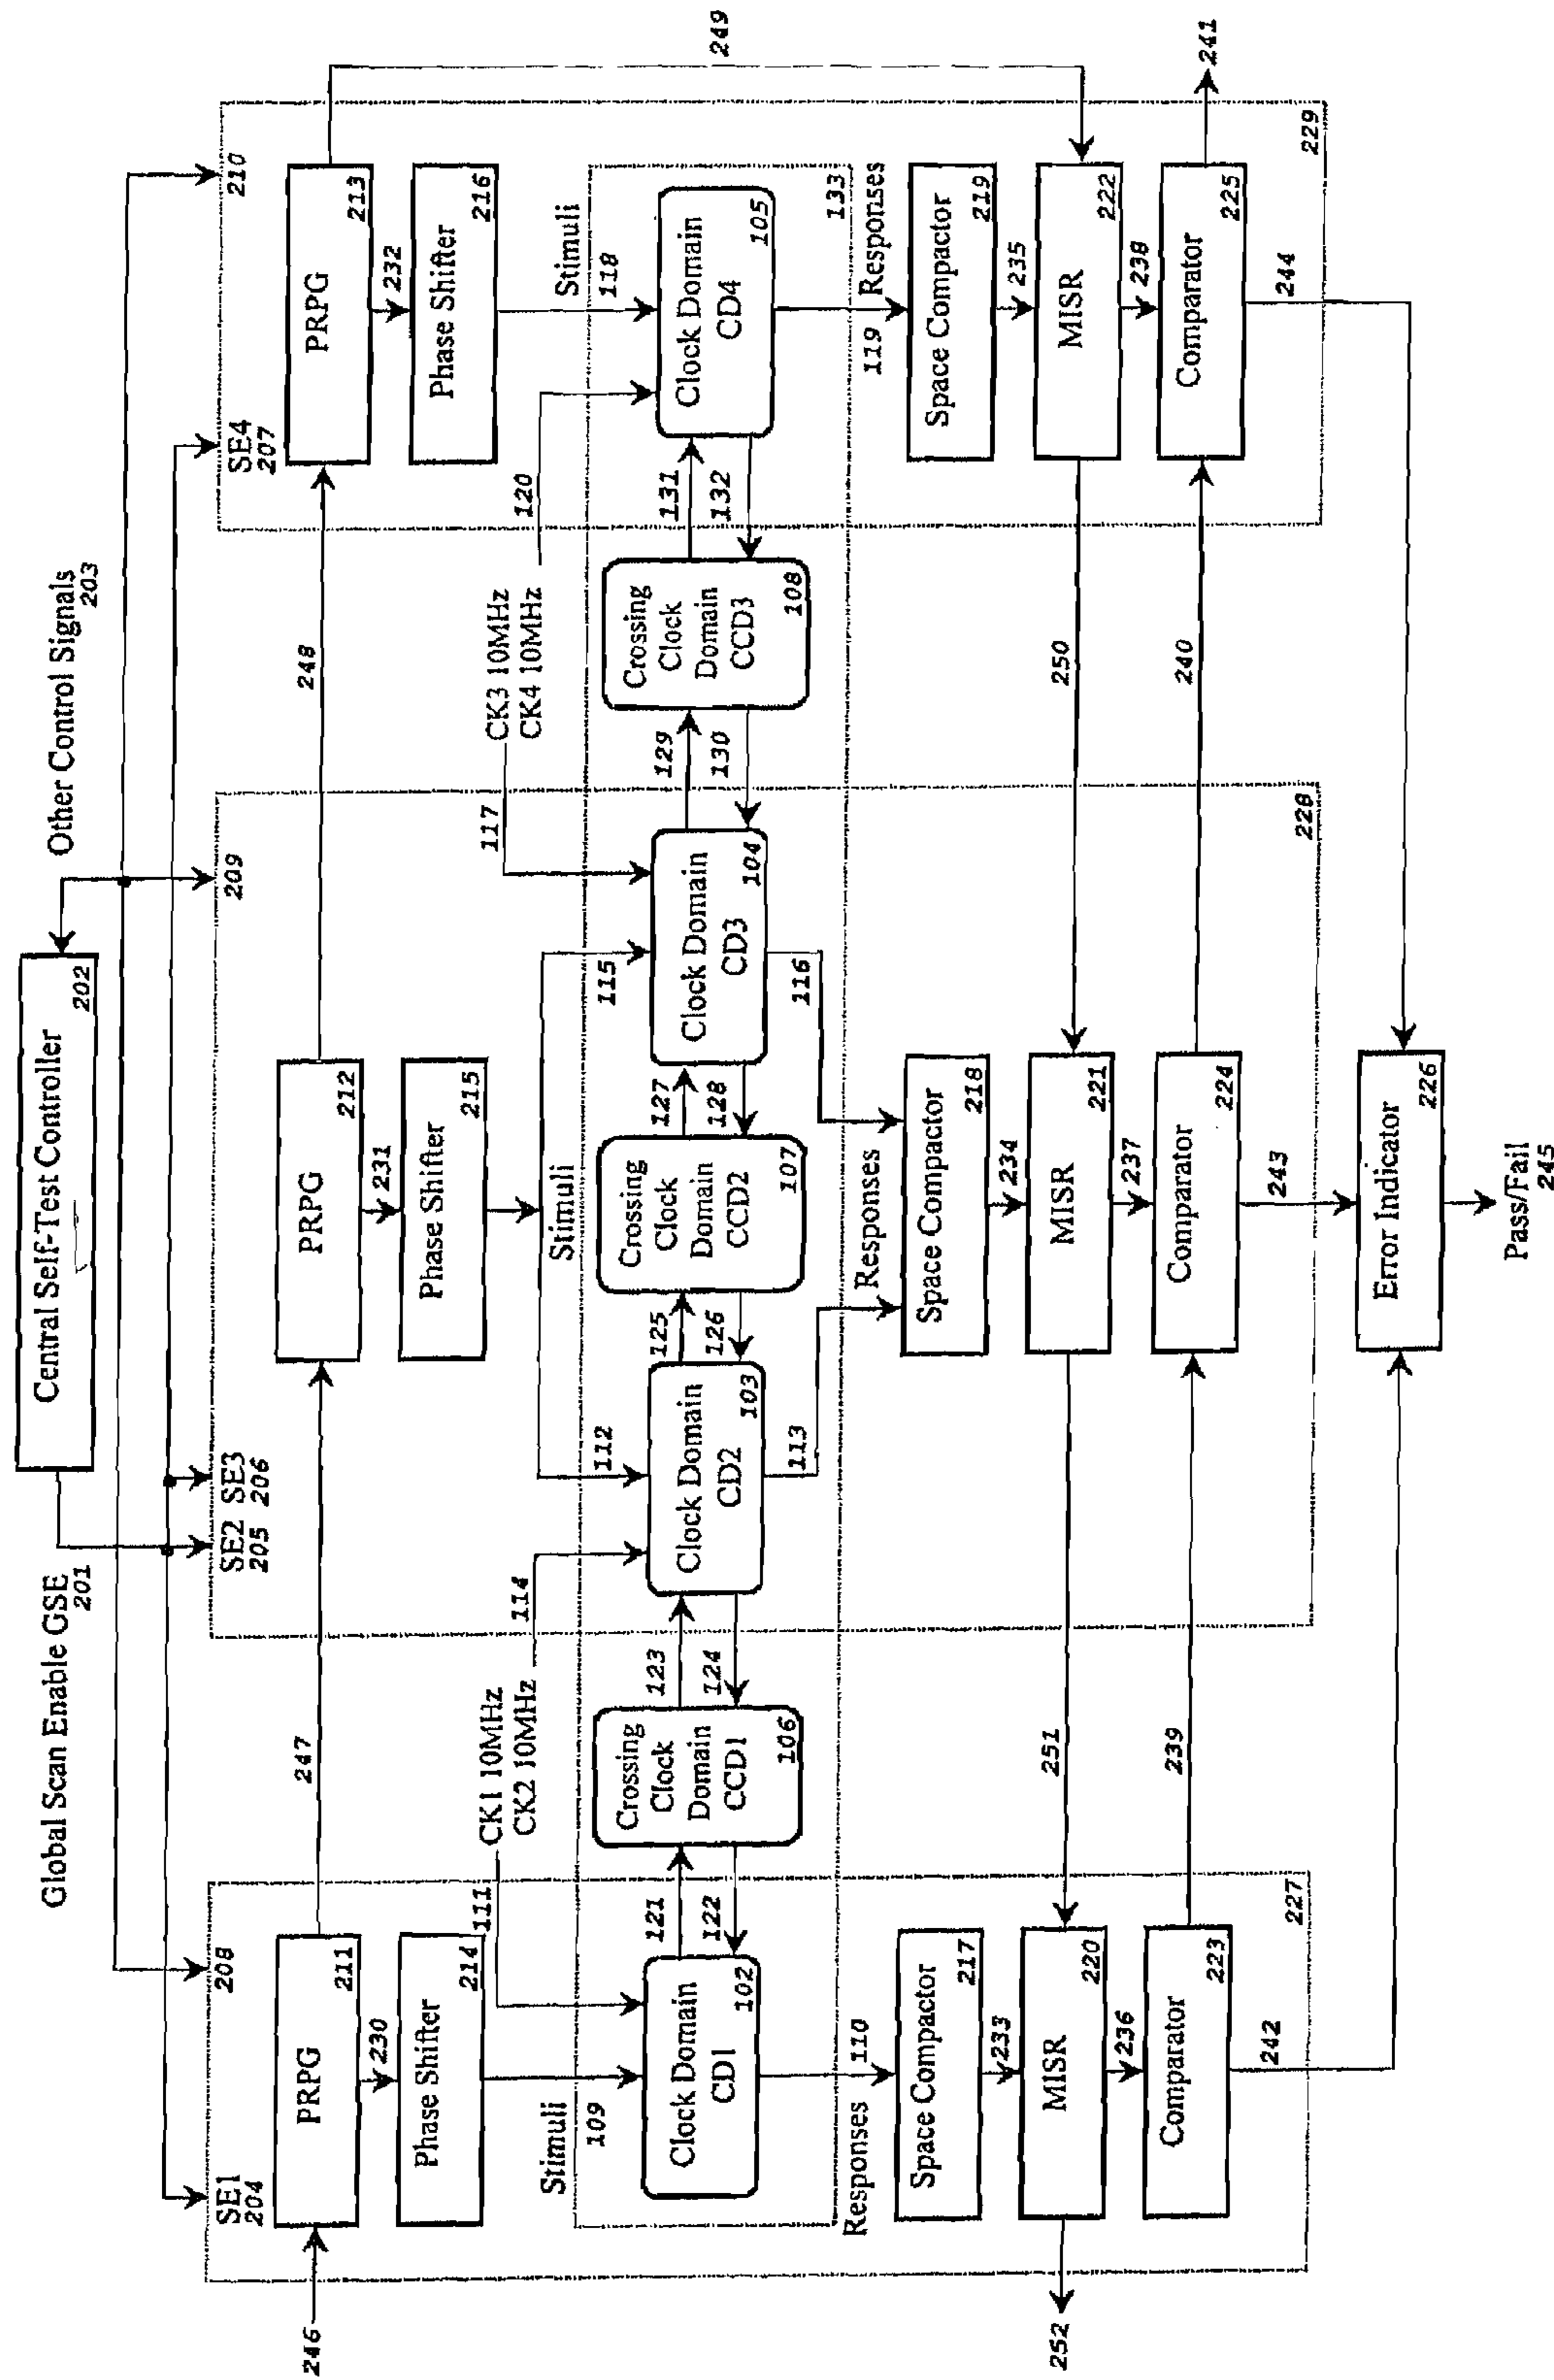 Central Self-Test Controller
202
Global Scan Enable GSE
201
Other Control Signals
203
SE1
204
208
SE2 SE3
205 206
209
SE4
207
210
246
PRPG
211
247
PRPG
212
248
PRPG
213
249
230
231
232
Phase Shifter
214
Phase Shifter
215
Phase Shifter
216
111
CK1 10MHz
CK2 10MHz
114
117
CK3 10MHz
CK4 10MHz
120
Stimuli
109
Stimuli
112
115
Stimuli
118
Clock Domain
CD1
102
121
122
Crossing
Clock
Domain
CCD1
106
123
124
Clock Domain
CD2
103
125
126
Crossing
Clock
Domain
CCD2
107
127
128
Clock Domain
CD3
104
129
130
Crossing
Clock
Domain
CCD3
108
131
132
Clock Domain
CD4
105
133
Responses
110
113
Responses
116
119
Responses
Space Compactor
217
Space Compactor
218
Space Compactor
219
233
234
235
252
MISR
220
251
MISR
221
250
MISR
222
236
237
238
Comparator
223
239
Comparator
224
240
Comparator
225
241
242
227
243
228
244
229
Error Indicator
226
Pass/Fail
245